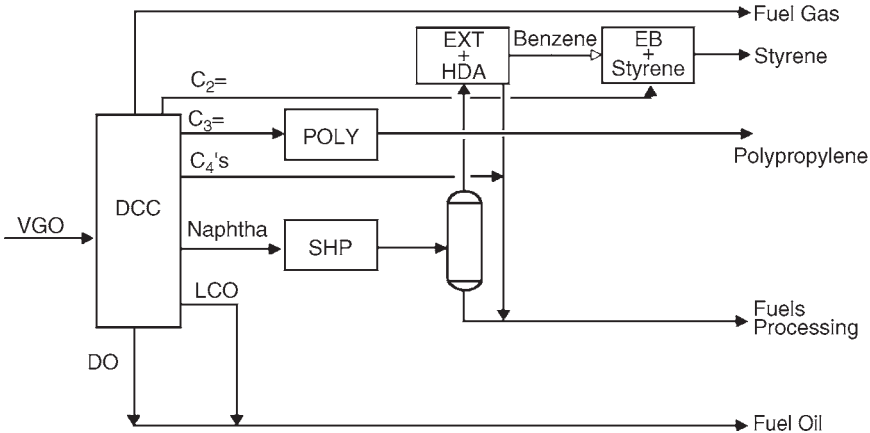 Fuel Gas
EXT
+
HDA
Benzene
EB
+
Styrene
Styrene
C₂=
C₃=
POLY
Polypropylene
C₄'s
DCC
VGO
Naphtha
SHP
LCO
Fuels
Processing
DO
Fuel Oil